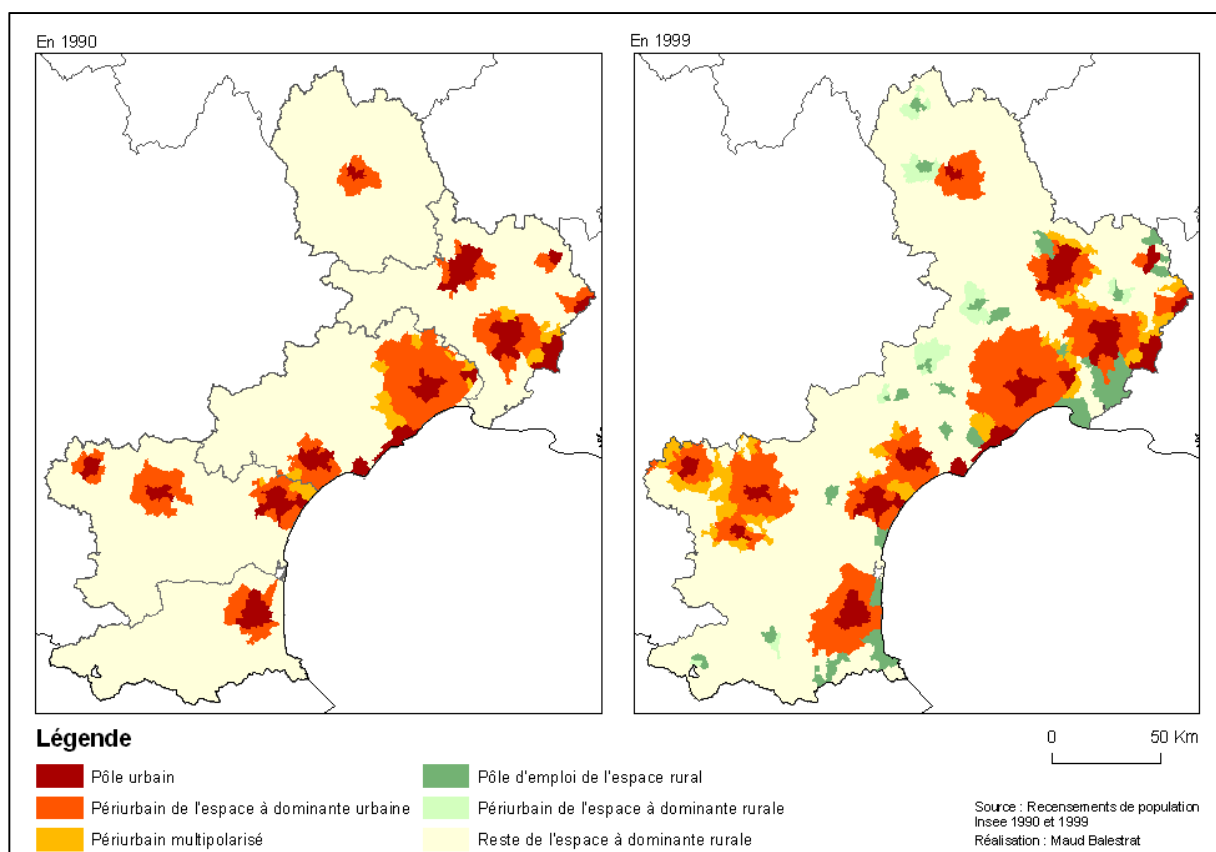 En 1990
En 1999
Légende
Pôle urbain
Périurbain de l'espace à dominante urbaine
Périurbain multipolarisé
Pôle d'emploi de l'espace rural
Périurbain de l'espace à dominante rurale
Reste de l'espace à dominante rurale
0 50 Km
Source : Recensements de population
Insee 1990 et 1999
Réalisation : Maud Balestrat